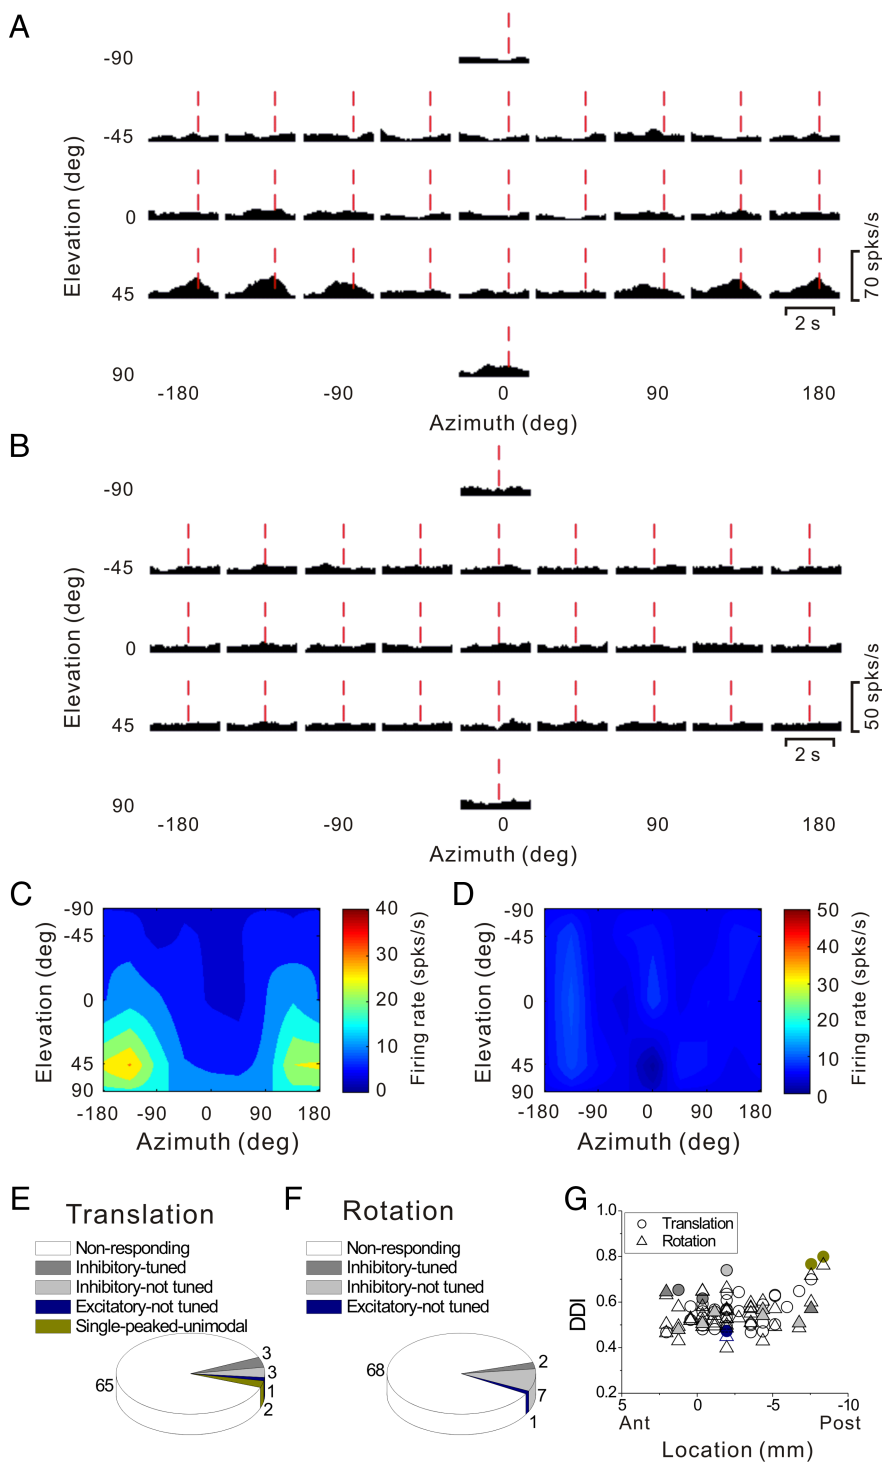 A
-90
-45
0
45
90
Elevation (deg)
70 spks/s
2 s
-180 -90 0 90 180
Azimuth (deg)
B
-90
-45
0
45
90
Elevation (deg)
50 spks/s
2 s
-180 -90 0 90 180
Azimuth (deg)
C
-90
-45
0
45
90
Elevation (deg)
-180 -90 0 90 180
Azimuth (deg)
40
30
20
10
0
Firing rate (spks/s)
D
-90
-45
0
45
90
Elevation (deg)
-180 -90 0 90 180
Azimuth (deg)
50
40
30
20
10
0
Firing rate (spks/s)
E
Translation
Non-responding
Inhibitory-tuned
Inhibitory-not tuned
Excitatory-not tuned
Single-peaked-unimodal
65
3
3
1
2
F
Rotation
Non-responding
Inhibitory-tuned
Inhibitory-not tuned
Excitatory-not tuned
68
2
7
1
G
1.0
0.8
0.6
0.4
0.2
DDI
Translation
Rotation
5 0 -5 -10
Ant Post
Location (mm)